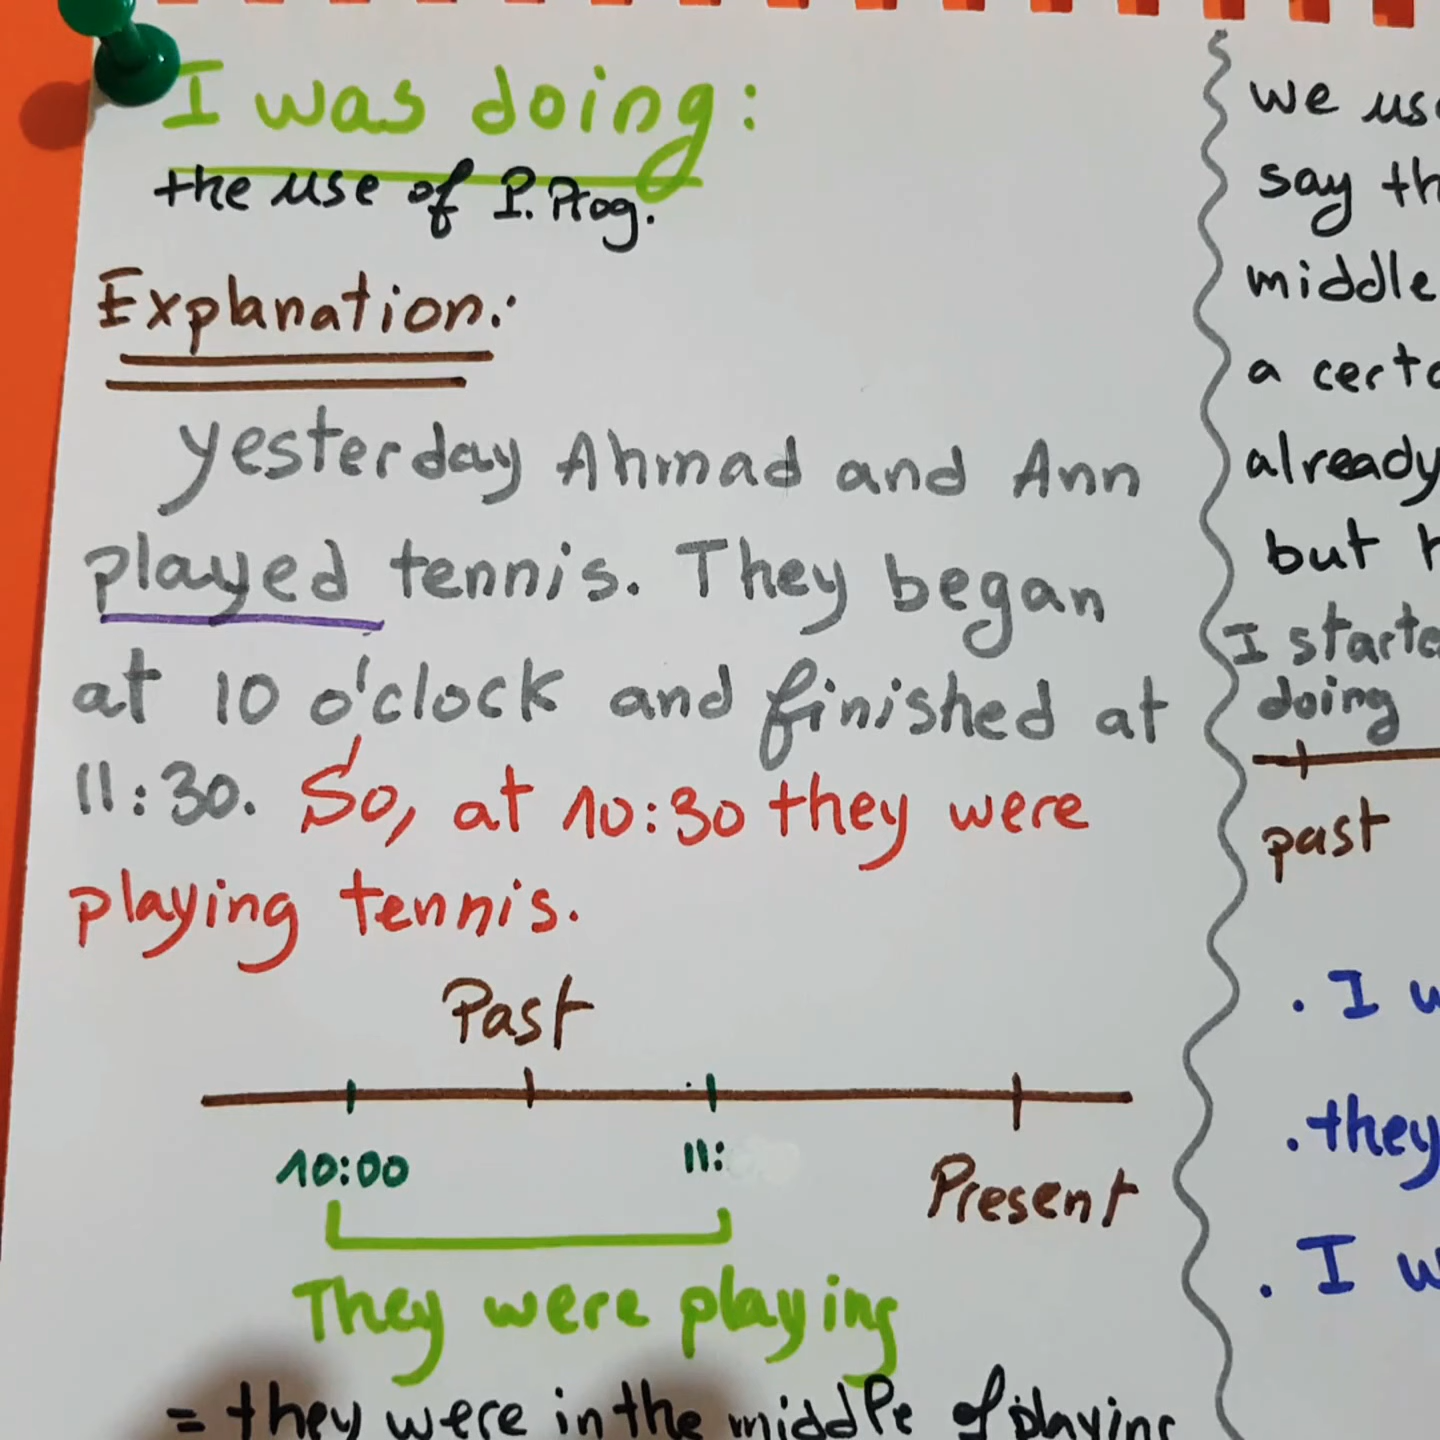 I was doing:
the use of P. Prog.
Explanation:
yesterday Ahmad and Ann
played tennis. They began
at 10 o'clock and finished at
11:30. So, at 10:30 they were
playing tennis.
Past
10:00 11:
Present
They were playing
= they were in the middle of playing
we
say
middle
a
already
but
I
doing
past
. I
. they
. I